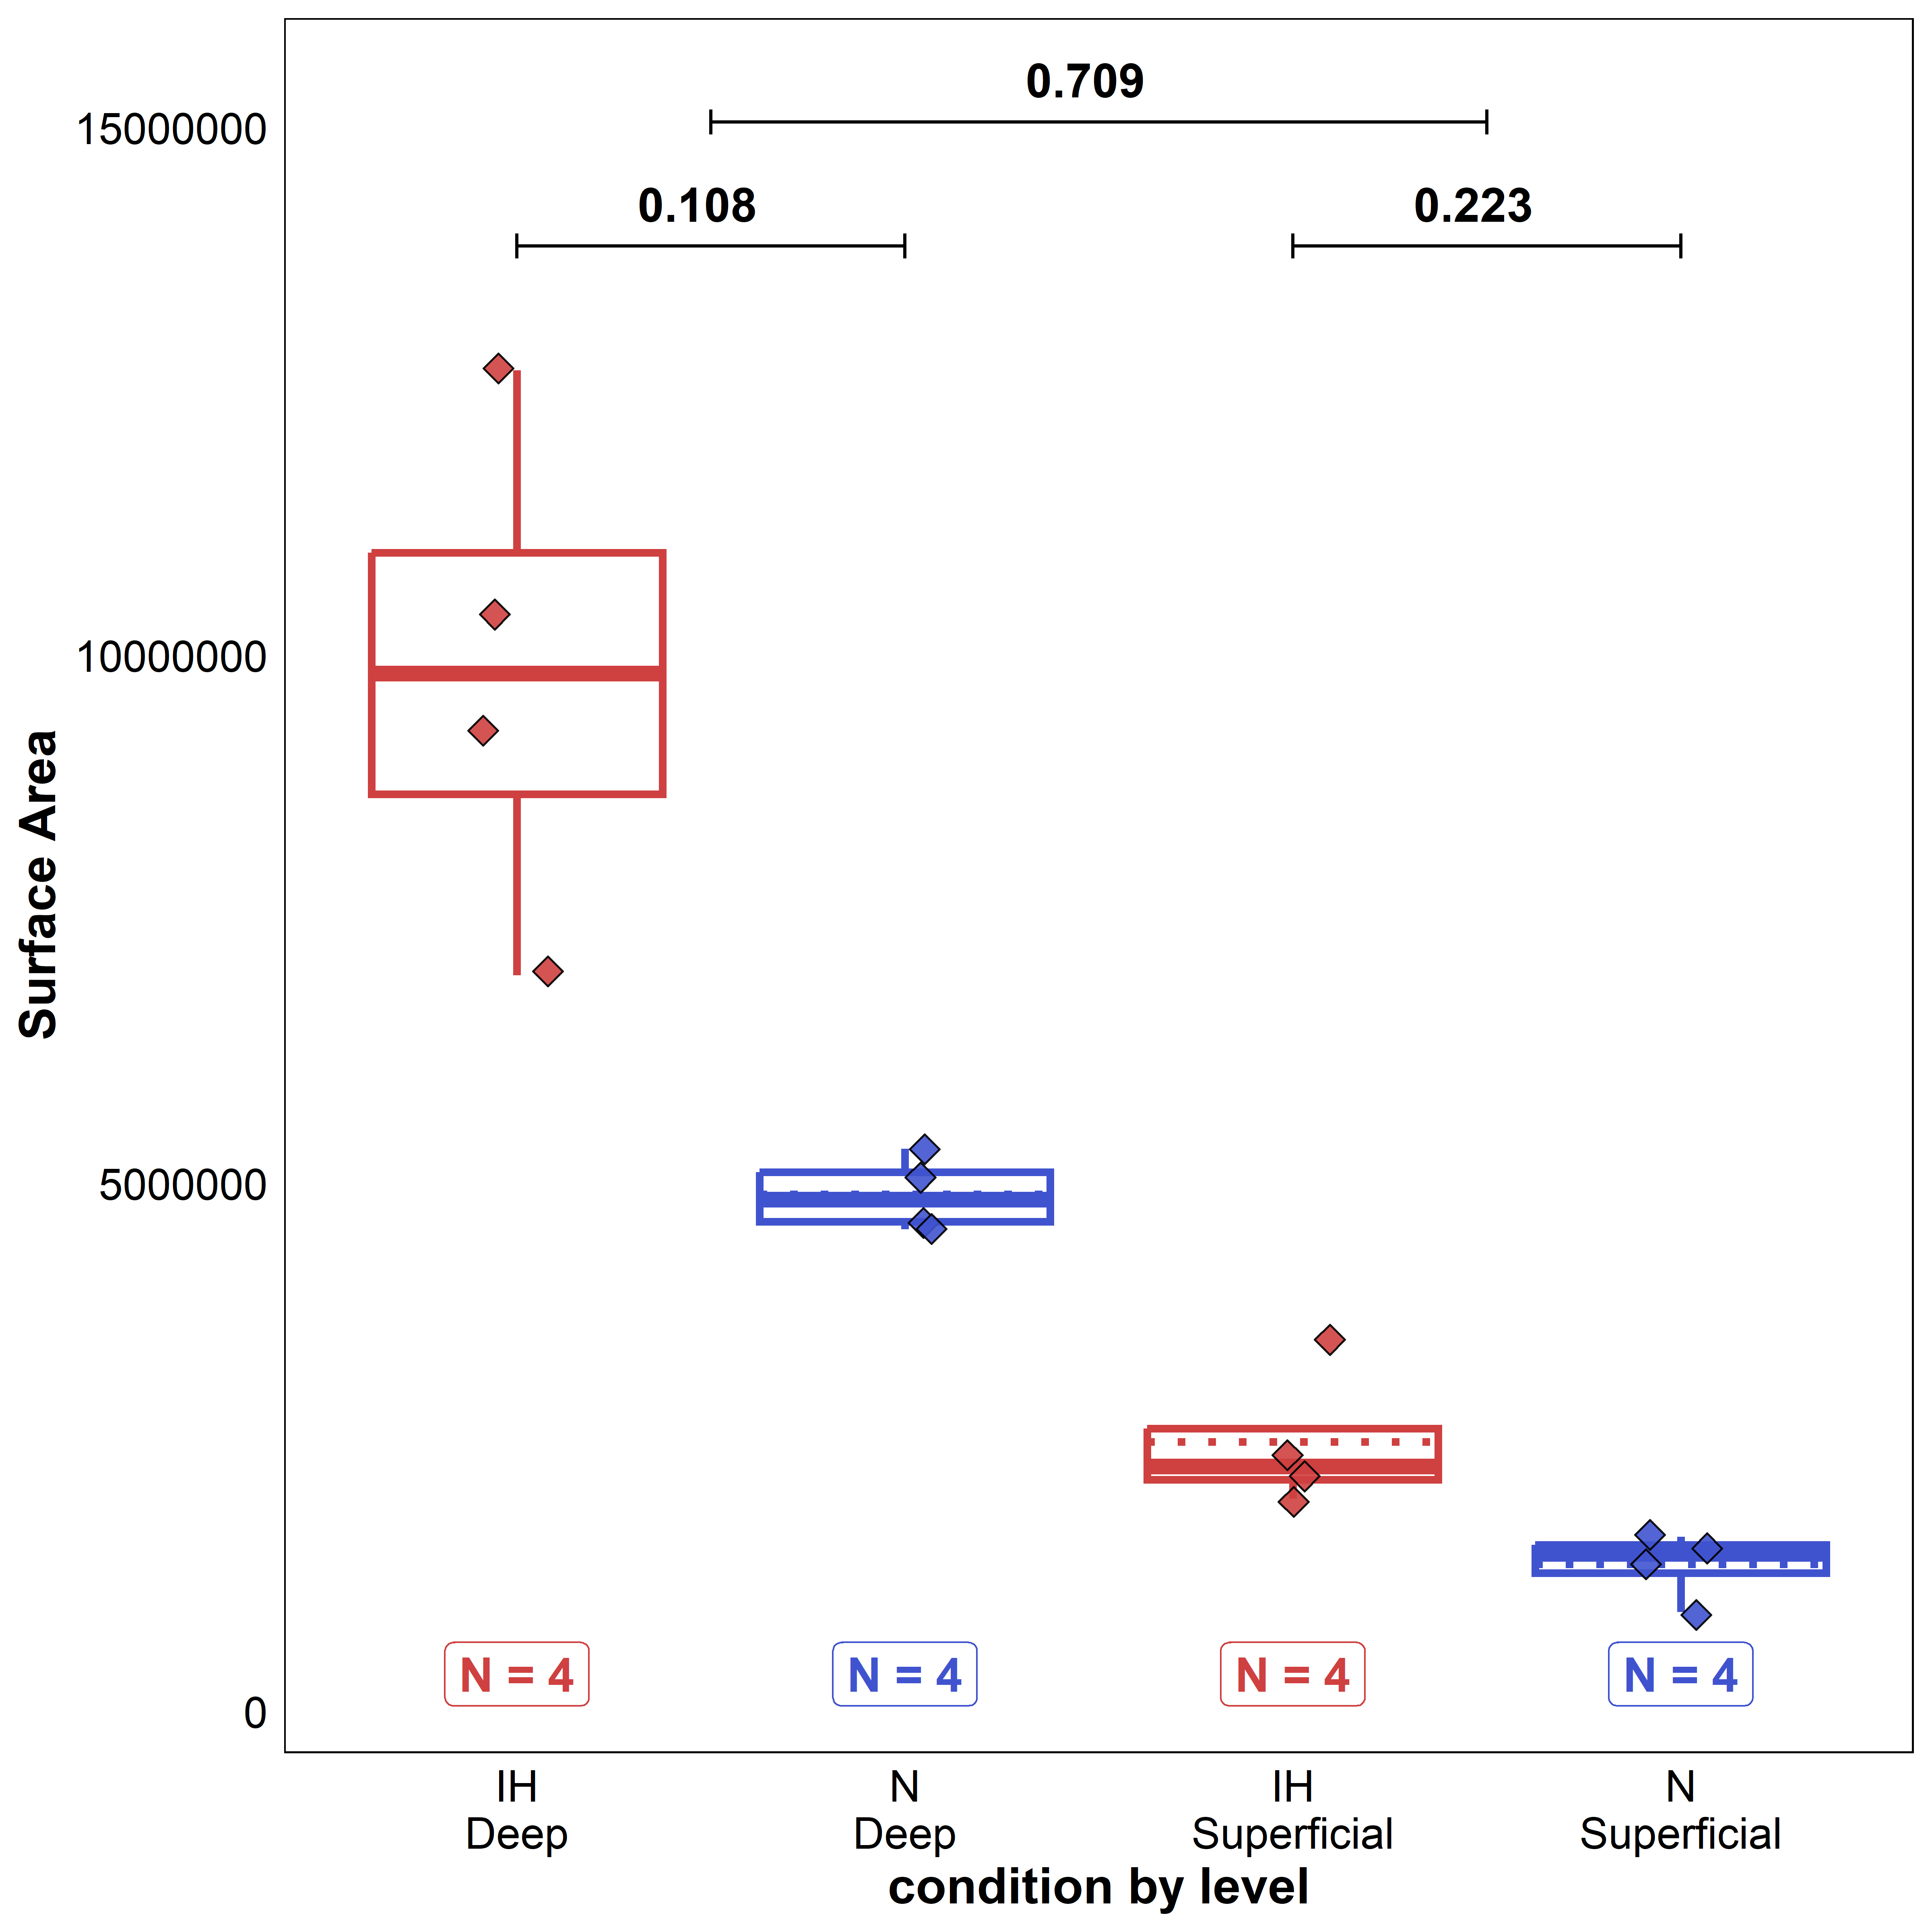 0.709
15000000
0.108
0.223
10000000
Surface Area
5000000
N = 4
N = 4
N = 4
N = 4
0
IH
Deep
N
Deep
IH
Superficial
N
Superficial
condition by level